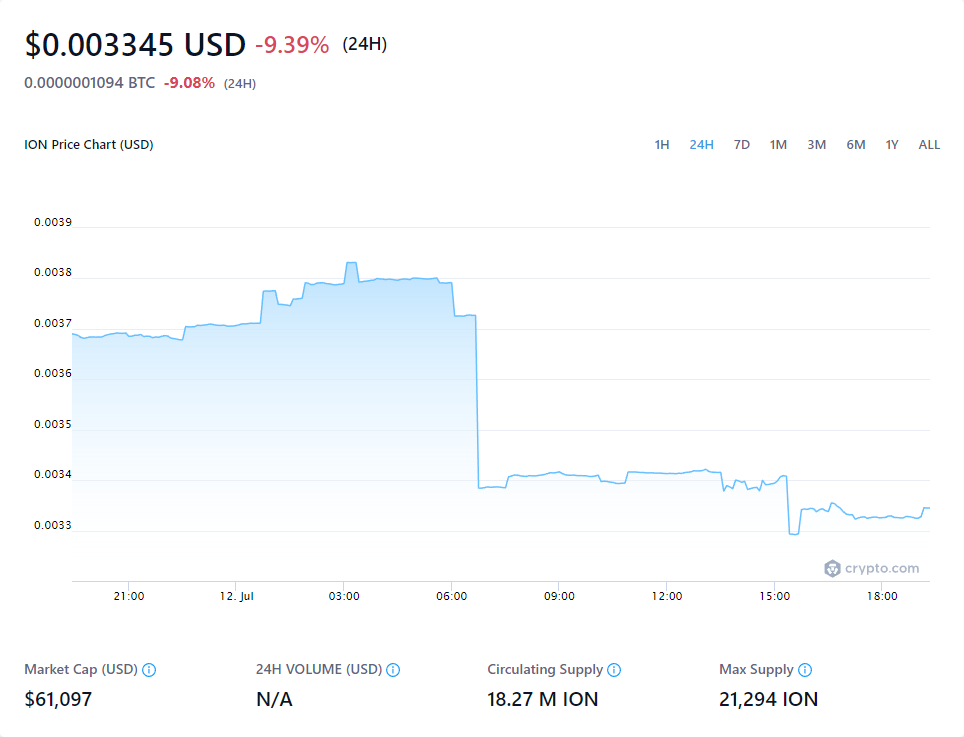 $0.003345 USD -9.39% (24H)
0.0000001094 BTC -9.08% (24H)
ION Price Chart (USD) 1H 24H 7D 1M 3M 6M 1Y ALL
0.0039
0.0038
0.0037
0.0036
0.0035
0.0034
0.0033
crypto.com
21:00 12. Jul 03:00 06:00 09:00 12:00 15:00 18:00
Market Cap (USD) 24H VOLUME (USD) Circulating Supply Max Supply
$61,097 N/A 18.27 M ION 21,294 ION